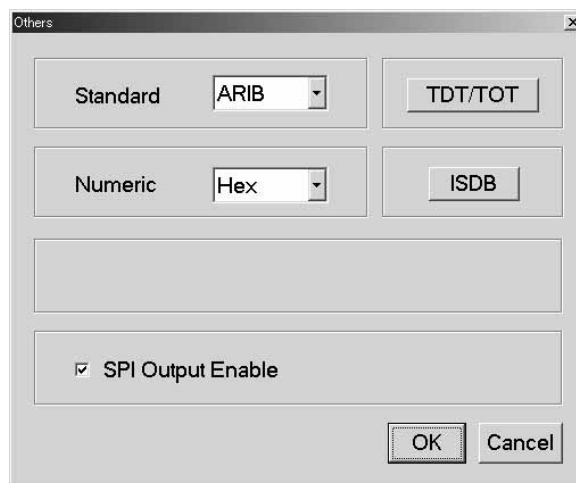 Others
Standard ARIB TDT/TOT
Numeric Hex ISDB
SPI Output Enable
OK Cancel